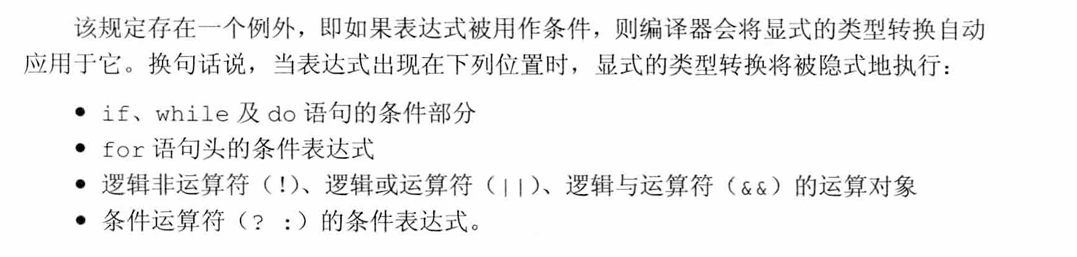 该规定存在一个例外，即如果表达式被用作条件，则编译器会将显式的类型转换自动
应用于它。换句话说，当表达式出现在下列位置时，显式的类型转换将被隐式地执行：
• if、while 及 do 语句的条件部分
• for 语句头的条件表达式
• 逻辑非运算符（!）、逻辑或运算符（||）、逻辑与运算符（&&）的运算对象
• 条件运算符（? :）的条件表达式。